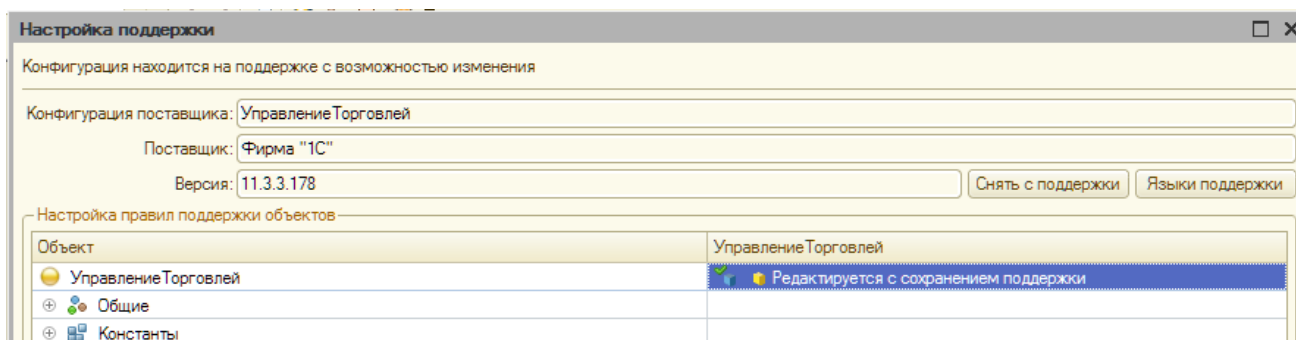 Настройка поддержки
Конфигурация находится на поддержке с возможностью изменения
Конфигурация поставщика: УправлениеТорговлей
Поставщик: Фирма "1С"
Версия: 11.3.3.178 Снять с поддержки Языки поддержки
Настройка правил поддержки объектов
Объект УправлениеТорговлей
УправлениеТорговлей Редактируется с сохранением поддержки
Общие
Константы